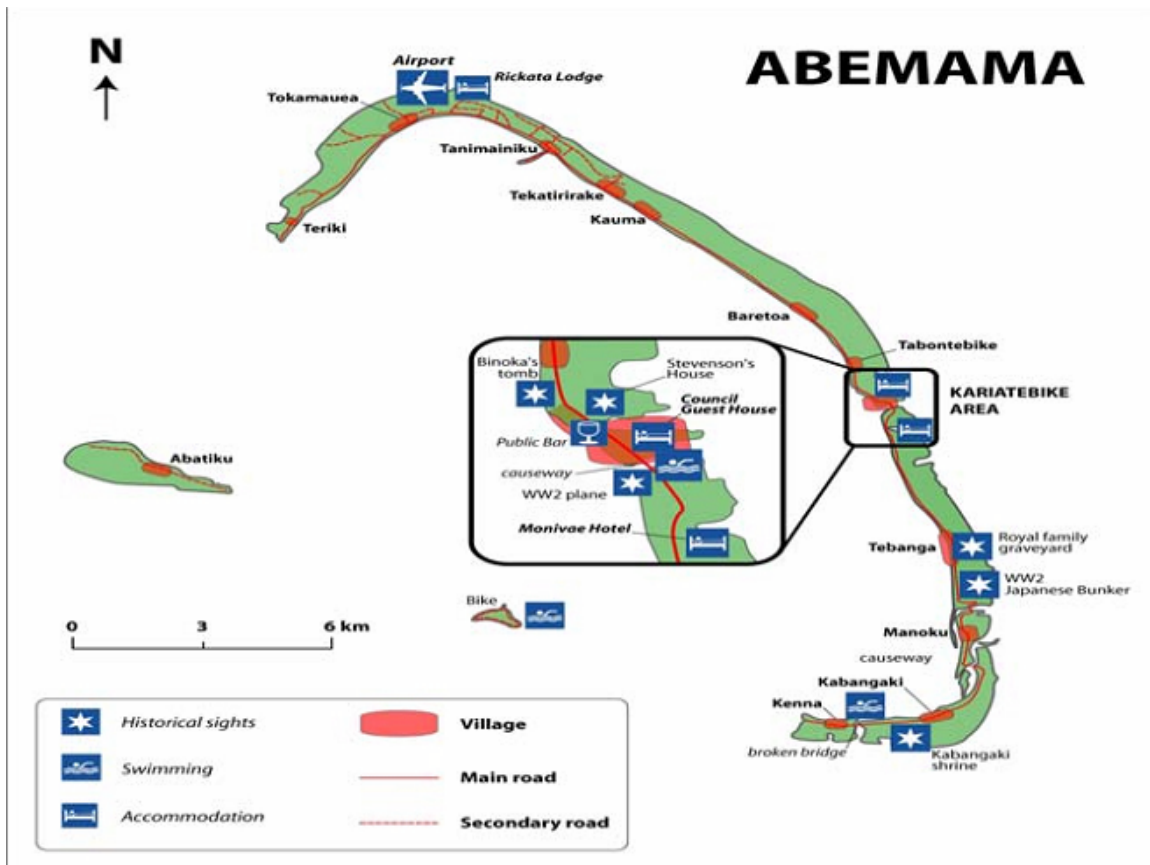 N
ABEMAMA
Airport
Rickata Lodge
Tokamauea
Tanimainiku
Tekatirirake
Kauma
Teriki
Baretoa
Tabontebike
KARIATEBIKE
AREA
Binoka's
tomb
Stevenson's
House
Council
Guest House
Public Bar
causeway
WW2 plane
Monivae Hotel
Abatiku
Tebanga
Royal family
graveyard
WW2
Japanese Bunker
Bike
Manoku
causeway
Kabangaki
Kenna
broken bridge
Kabangaki
shrine
0 3 6 km
Historical sights
Swimming
Accommodation
Village
Main road
Secondary road